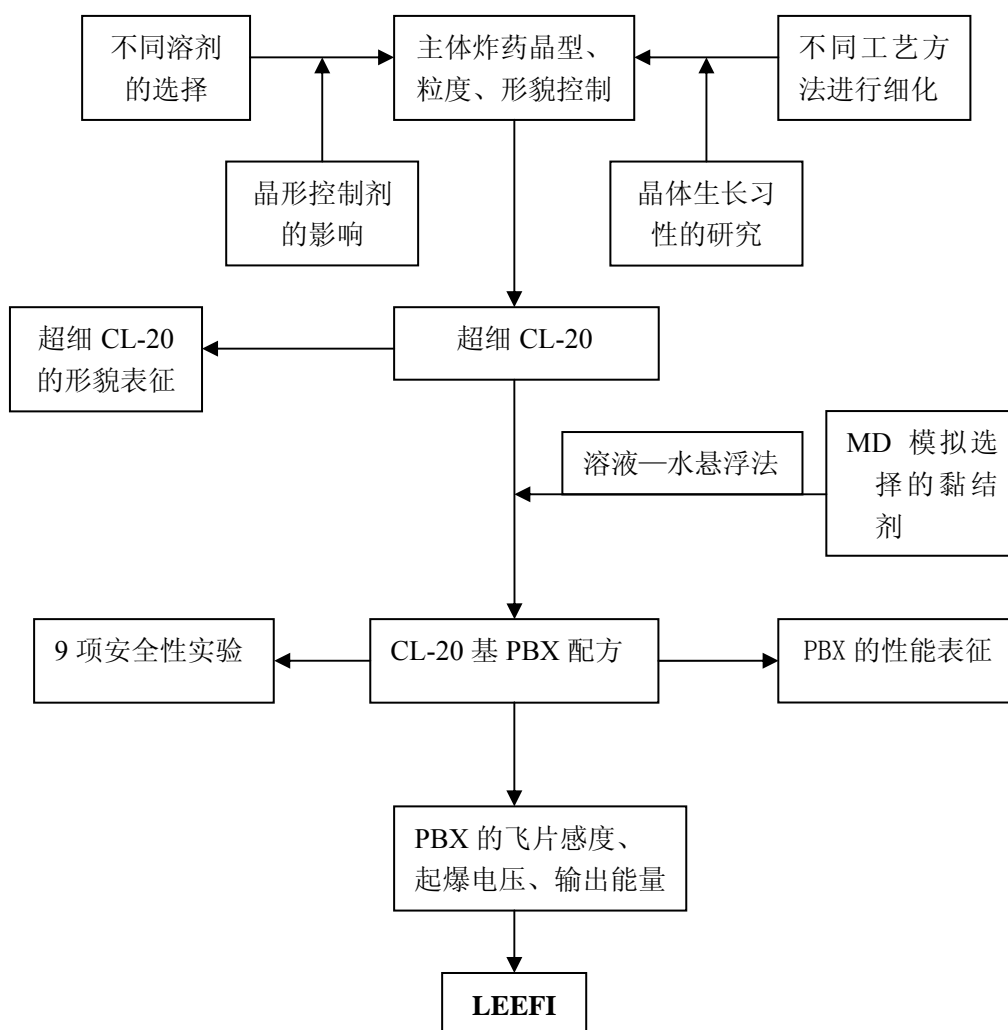 不同溶剂
的选择
主体炸药晶型、
粒度、形貌控制
不同工艺方
法进行细化
晶形控制剂
的影响
晶体生长习
性的研究
超细 CL-20
的形貌表征
超细 CL-20
溶液—水悬浮法
MD 模拟选
择的黏结
剂
9 项安全性实验
CL-20 基 PBX 配方
PBX 的性能表征
PBX 的飞片感度、
起爆电压、输出能量
LEEFI